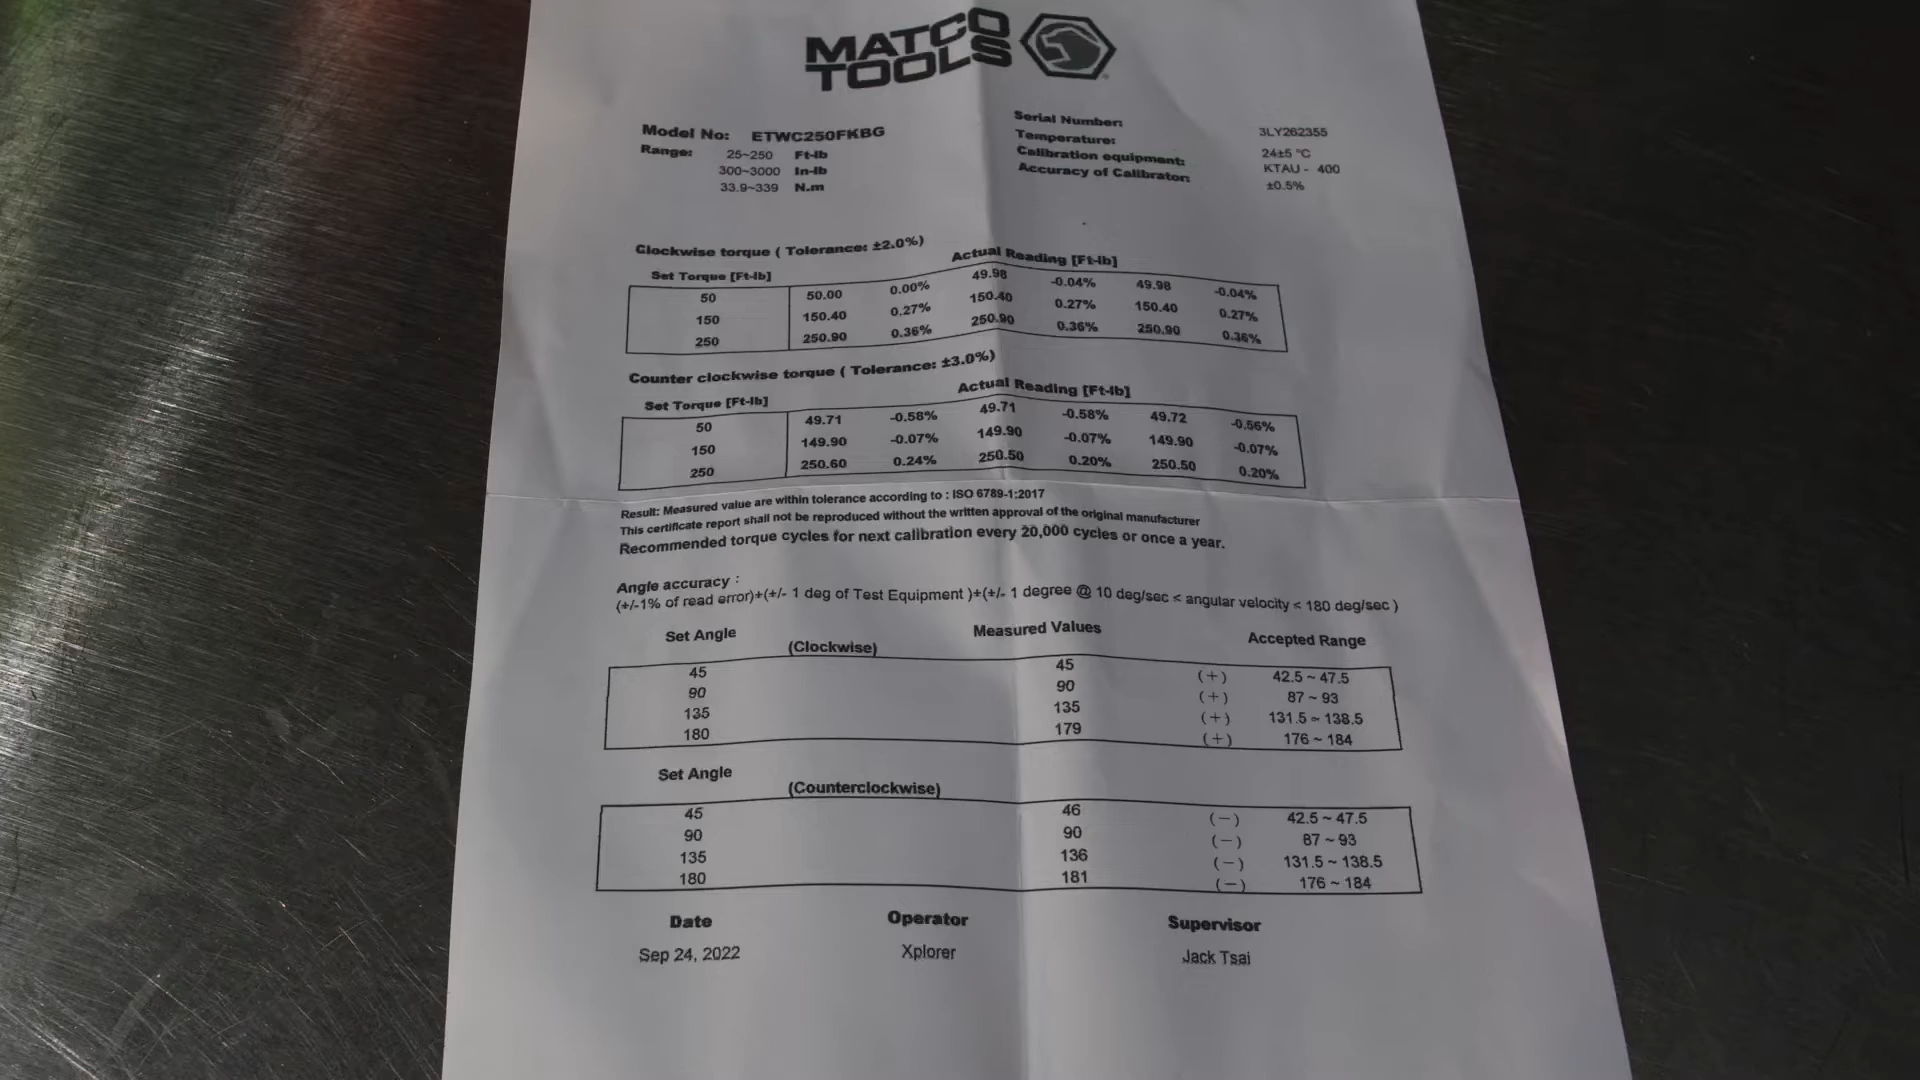 MATCO
TOOLS
Model No: ETWC250FKBG
Range: 25~250 Ft-lb
300~3000 In-lb
33.9~339 N.m
Serial Number: 3LY262355
Temperature: 24±5 °C
Calibration equipment: KTAU - 400
Accuracy of Calibrator: ±0.5%
Clockwise torque ( Tolerance: ±2.0%)
Set Torque [Ft-lb] Actual Reading [Ft-lb]
50 50.00 0.00% 49.98 -0.04% 49.98 -0.04%
150 150.40 0.27% 150.40 0.27% 150.40 0.27%
250 250.90 0.36% 250.90 0.36% 250.90 0.36%
Counter clockwise torque ( Tolerance: ±3.0%)
Set Torque [Ft-lb] Actual Reading [Ft-lb]
50 49.71 -0.58% 49.71 -0.58% 49.72 -0.56%
150 149.90 -0.07% 149.90 -0.07% 149.90 -0.07%
250 250.60 0.24% 250.50 0.20% 250.50 0.20%
Result: Measured value are within tolerance according to : ISO 6789-1:2017
This certificate report shall not be reproduced without the written approval of the original manufacturer
Recommended torque cycles for next calibration every 20,000 cycles or once a year.
Angle accuracy :
(+/-1% of read error)+(+/- 1 deg of Test Equipment )+(+/- 1 degree @ 10 deg/sec < angular velocity < 180 deg/sec )
Set Angle Measured Values Accepted Range
(Clockwise)
45 45 (+) 42.5 ~ 47.5
90 90 (+) 87 ~ 93
135 135 (+) 131.5 ~ 138.5
180 179 (+) 176 ~ 184
Set Angle
(Counterclockwise)
45 46 (−) 42.5 ~ 47.5
90 90 (−) 87 ~ 93
135 136 (−) 131.5 ~ 138.5
180 181 (−) 176 ~ 184
Date Operator Supervisor
Sep 24, 2022 Xplorer Jack Tsai